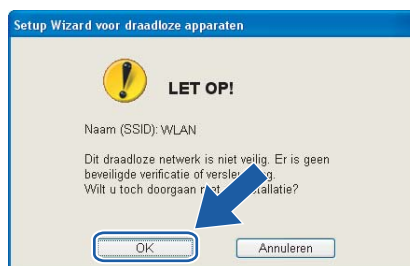 Setup Wizard voor draadloze apparaten
LET OP!
Naam (SSID): WLAN
Dit draadloze netwerk is niet veilig. Er is geen
beveiligde verificatie of
Wilt u toch doorgaan
OK
Annuleren